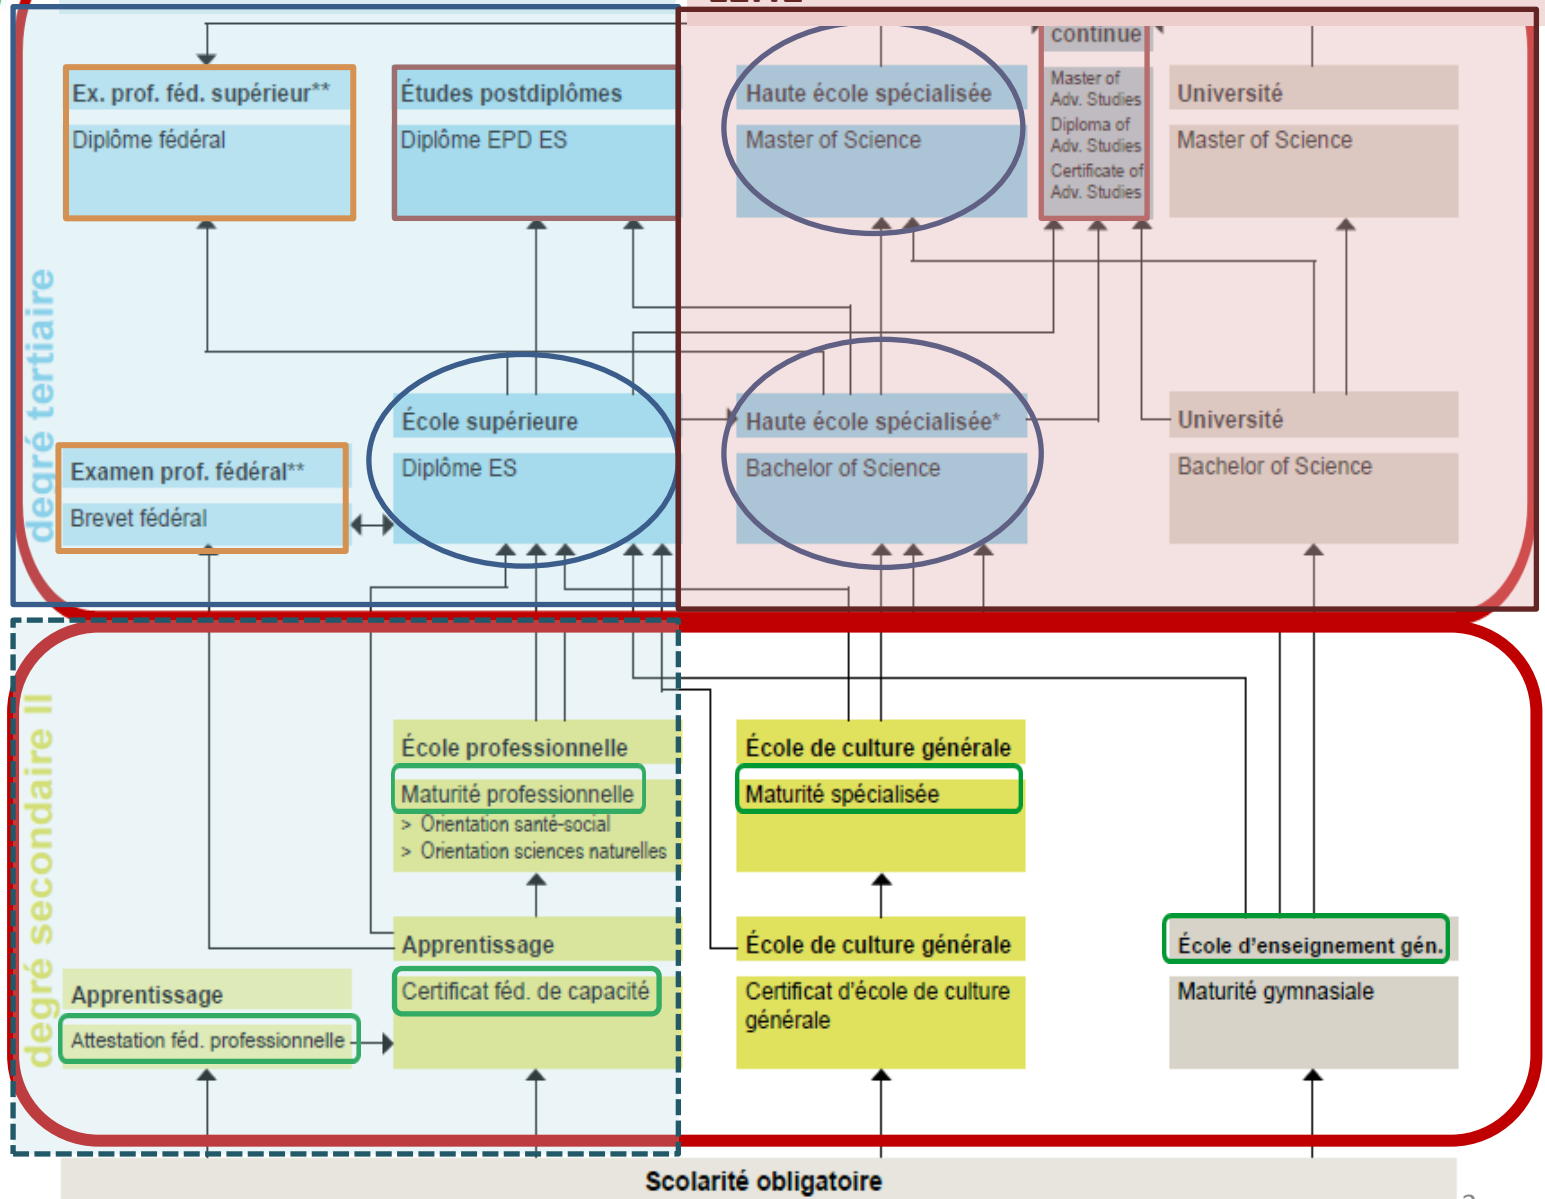 continue
Ex. prof. féd. supérieur**
Diplôme fédéral
Études postdiplômes
Diplôme EPD ES
Haute école spécialisée
Master of Science
Master of
Adv. Studies
Diploma of
Adv. Studies
Certificate of
Adv. Studies
Université
Master of Science
degré tertiaire
Examen prof. fédéral**
Brevet fédéral
École supérieure
Diplôme ES
Haute école spécialisée*
Bachelor of Science
Université
Bachelor of Science
degré secondaire II
École professionnelle
Maturité professionnelle
> Orientation santé-social
> Orientation sciences naturelles
École de culture générale
Maturité spécialisée
Apprentissage
Attestation féd. professionnelle
Apprentissage
Certificat féd. de capacité
École de culture générale
Certificat d'école de culture
générale
École d'enseignement gén.
Maturité gymnasiale
Scolarité obligatoire